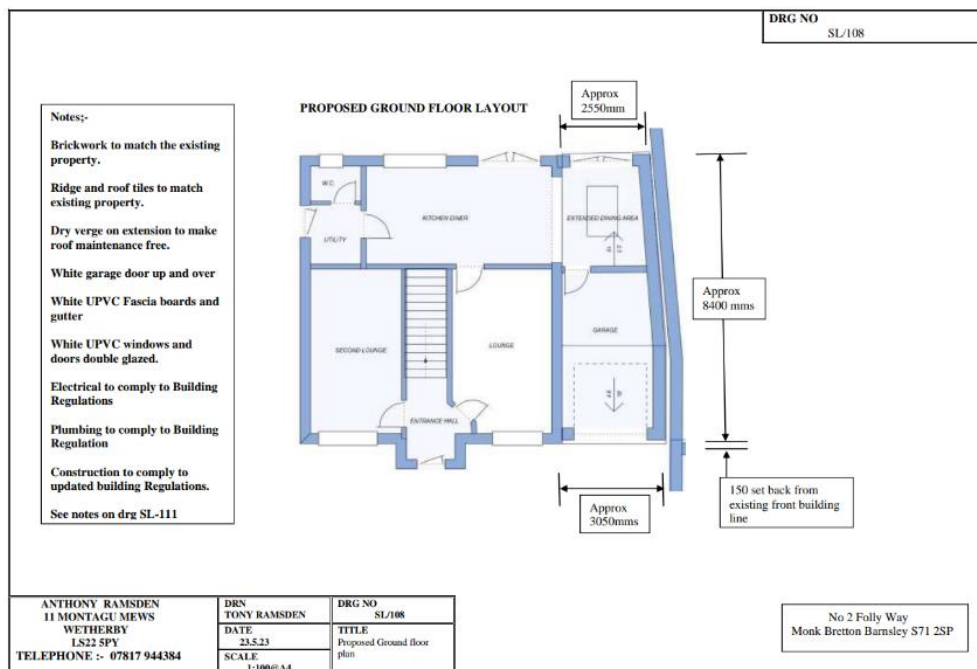 DRG NO
SL/108
PROPOSED GROUND FLOOR LAYOUT
Approx
2550mm
Notes;-
Brickwork to match the existing
property.
Ridge and roof tiles to match
existing property.
Dry verge on extension to make
roof maintenance free.
White garage door up and over
White UPVC Fascia boards and
gutter
White UPVC windows and
doors double glazed.
Electrical to comply to Building
Regulations
Plumbing to comply to Building
Regulation
Construction to comply to
updated building Regulations.
See notes on drg SL-111
W.C.
UTILITY
KITCHEN DINER
EXTENDED DINING AREA
SECOND LOUNGE
LOUNGE
GARAGE
ENTRANCE HALL
Approx
8400 mms
150 set back from
existing front building
line
Approx
3050mms
ANTHONY RAMSDEN
11 MONTAGU MEWS
WETHERBY
LS22 5PY
TELEPHONE :- 07817 944384
DRN
TONY RAMSDEN
DATE
23.5.23
SCALE
1:100@A4
DRG NO
SL/108
TITLE
Proposed Ground floor
plan
No 2 Folly Way
Monk Bretton Barnsley S71 2SP